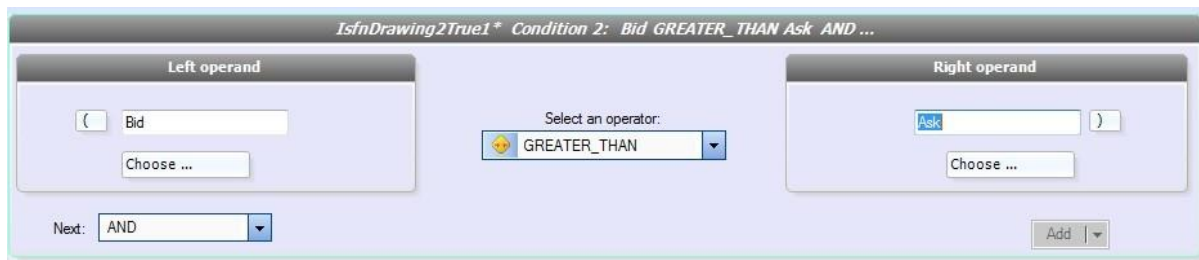 IsfnDrawing2True1* Condition 2: Bid GREATER_THAN Ask AND ...
Left operand
Right operand
( Bid
Select an operator:
Ask )
GREATER_THAN
Choose ...
Choose ...
Next: AND
Add